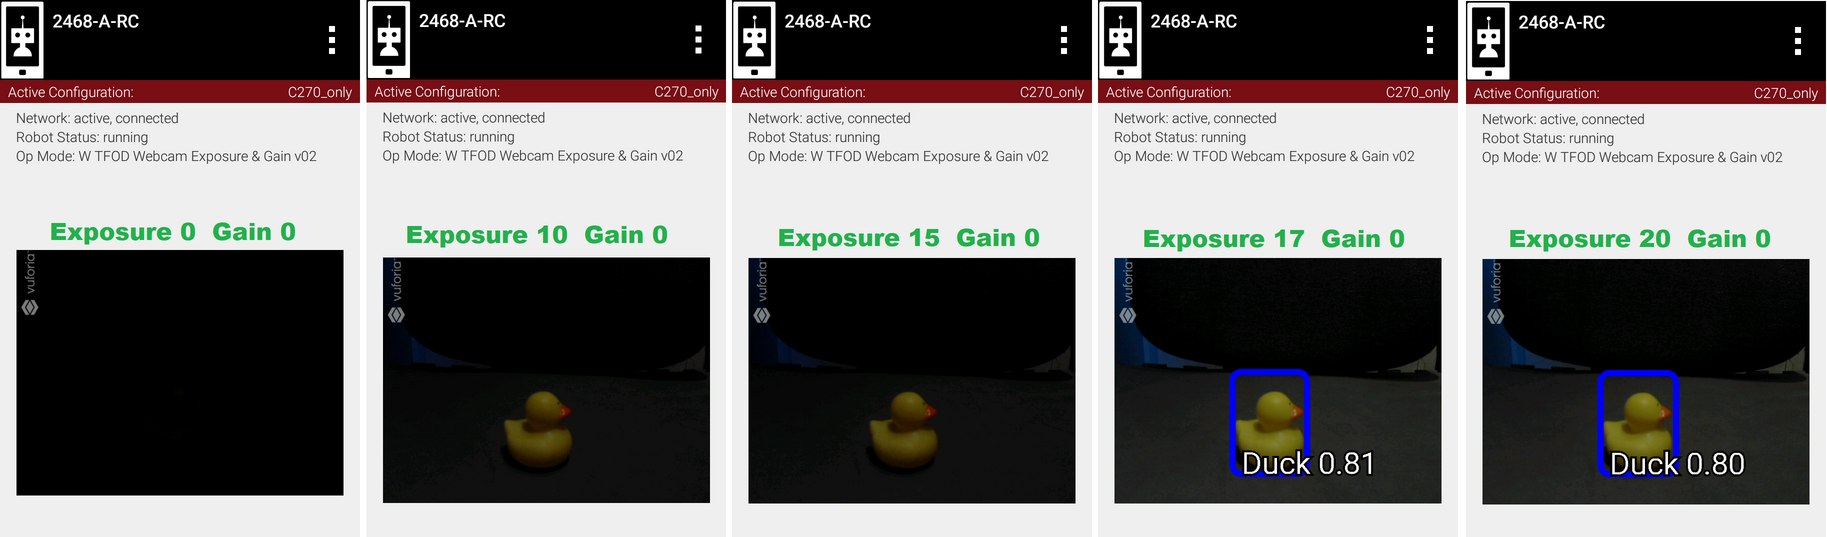 2468-A-RC
Active Configuration: C270_only
Network: active, connected
Robot Status: running
Op Mode: W TFOD Webcam Exposure & Gain v02
Exposure 0 Gain 0
vuforia
2468-A-RC
Active Configuration: C270_only
Network: active, connected
Robot Status: running
Op Mode: W TFOD Webcam Exposure & Gain v02
Exposure 10 Gain 0
vuforia
2468-A-RC
Active Configuration: C270_only
Network: active, connected
Robot Status: running
Op Mode: W TFOD Webcam Exposure & Gain v02
Exposure 15 Gain 0
vuforia
2468-A-RC
Active Configuration: C270_only
Network: active, connected
Robot Status: running
Op Mode: W TFOD Webcam Exposure & Gain v02
Exposure 17 Gain 0
vuforia
Duck 0.81
2468-A-RC
Active Configuration: C270_only
Network: active, connected
Robot Status: running
Op Mode: W TFOD Webcam Exposure & Gain v02
Exposure 20 Gain 0
vuforia
Duck 0.80